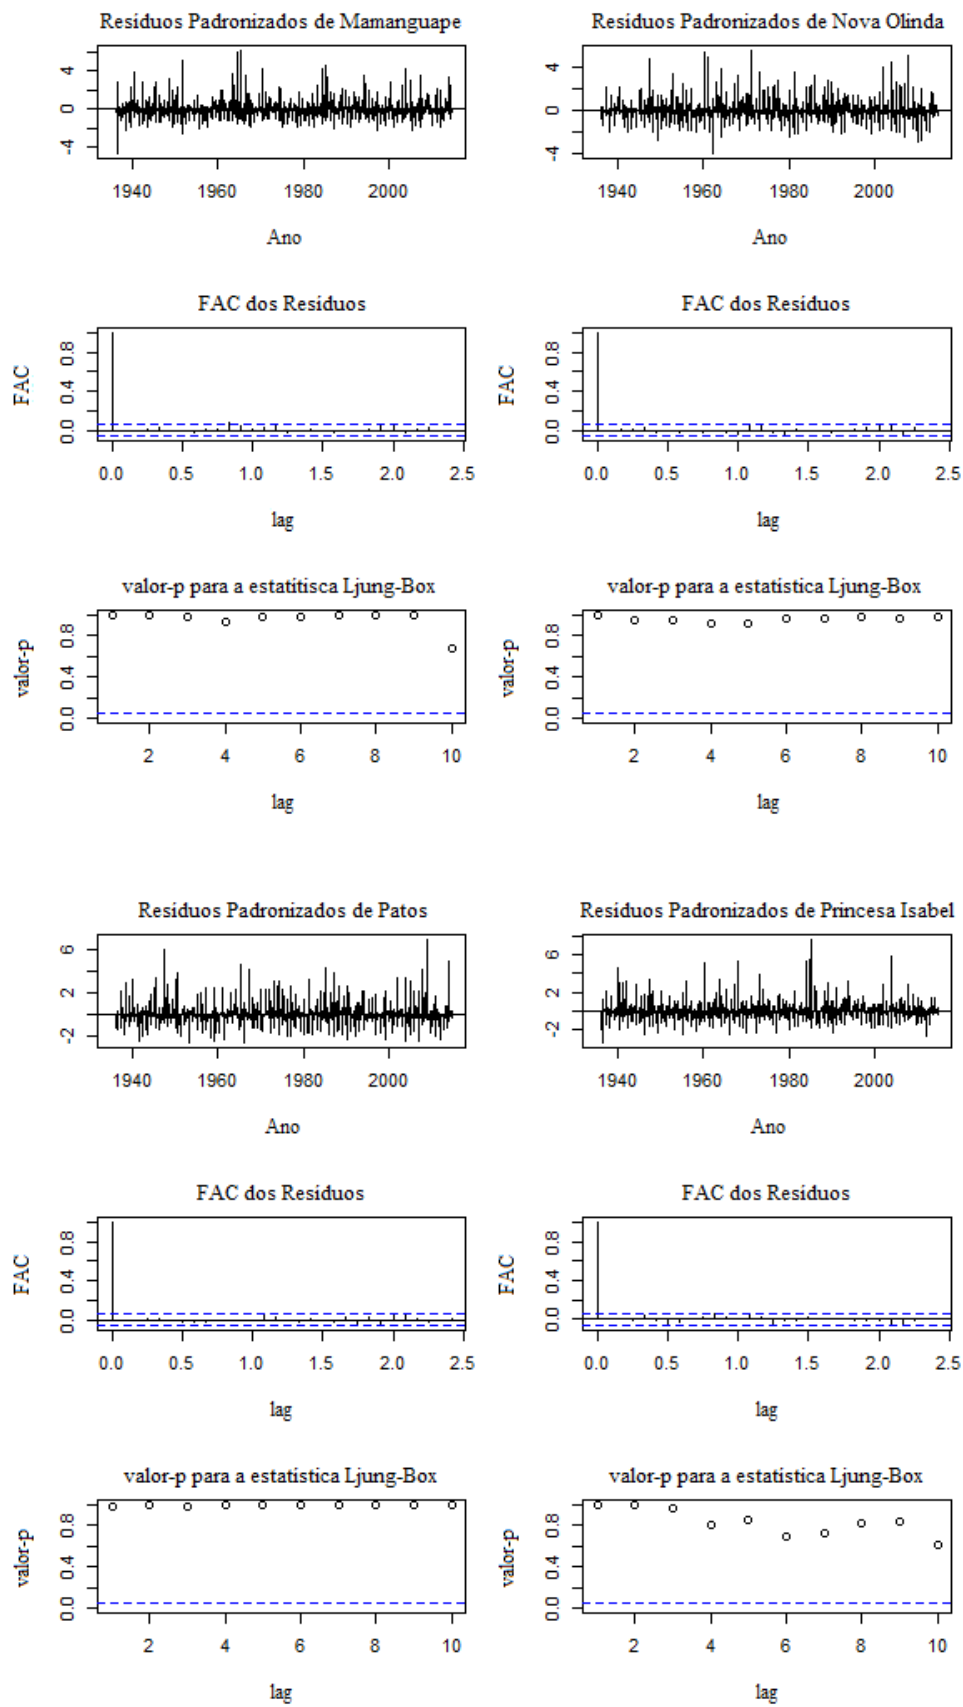 Resíduos Padronizados de Mamanguape
4
0
-4
1940 1960 1980 2000
Ano
Resíduos Padronizados de Nova Olinda
4
0
-4
1940 1960 1980 2000
Ano
FAC dos Resíduos
FAC
0.8
0.4
0.0
0.0 0.5 1.0 1.5 2.0 2.5
lag
FAC dos Resíduos
FAC
0.8
0.4
0.0
0.0 0.5 1.0 1.5 2.0 2.5
lag
valor-p para a estatítisca Ljung-Box
valor-p
0.8
0.4
0.0
2 4 6 8 10
lag
valor-p para a estatística Ljung-Box
valor-p
0.8
0.4
0.0
2 4 6 8 10
lag
Resíduos Padronizados de Patos
6
2
-2
1940 1960 1980 2000
Ano
Resíduos Padronizados de Princesa Isabel
6
2
-2
1940 1960 1980 2000
Ano
FAC dos Resíduos
FAC
0.8
0.4
0.0
0.0 0.5 1.0 1.5 2.0 2.5
lag
FAC dos Resíduos
FAC
0.8
0.4
0.0
0.0 0.5 1.0 1.5 2.0 2.5
lag
valor-p para a estatística Ljung-Box
valor-p
0.8
0.4
0.0
2 4 6 8 10
lag
valor-p para a estatística Ljung-Box
valor-p
0.8
0.4
0.0
2 4 6 8 10
lag